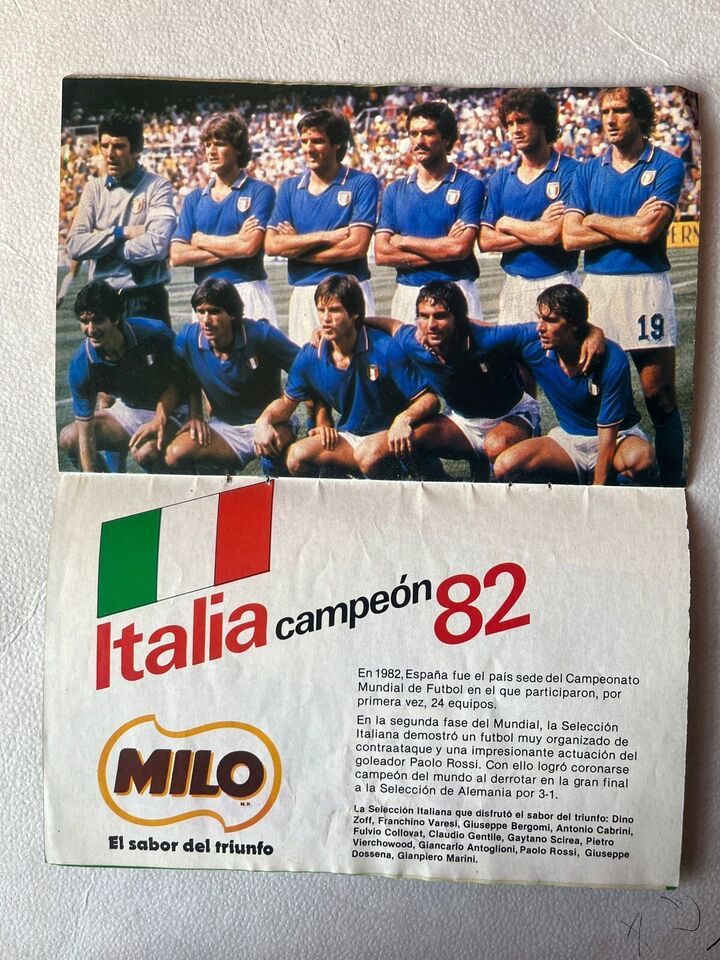 ERV
19
Italia campeón 82
En 1982, España fue el país sede del Campeonato
Mundial de Futbol en el que participaron, por
primera vez, 24 equipos.
En la segunda fase del Mundial, la Selección
Italiana demostró un futbol muy organizado de
contraataque y una impresionante actuación del
goleador Paolo Rossi. Con ello logró coronarse
campeón del mundo al derrotar en la gran final
a la Selección de Alemania por 3-1.
MILO
M.R.
El sabor del triunfo
La Selección Italiana que disfrutó el sabor del triunfo: Dino
Zoff, Franchino Varesi, Giuseppe Bergomi, Antonio Cabrini,
Fulvio Collovat, Claudio Gentile, Gaytano Scirea, Pietro
Vierchowood, Giancarlo Antoglioni, Paolo Rossi, Giuseppe
Dossena, Gianpiero Marini.